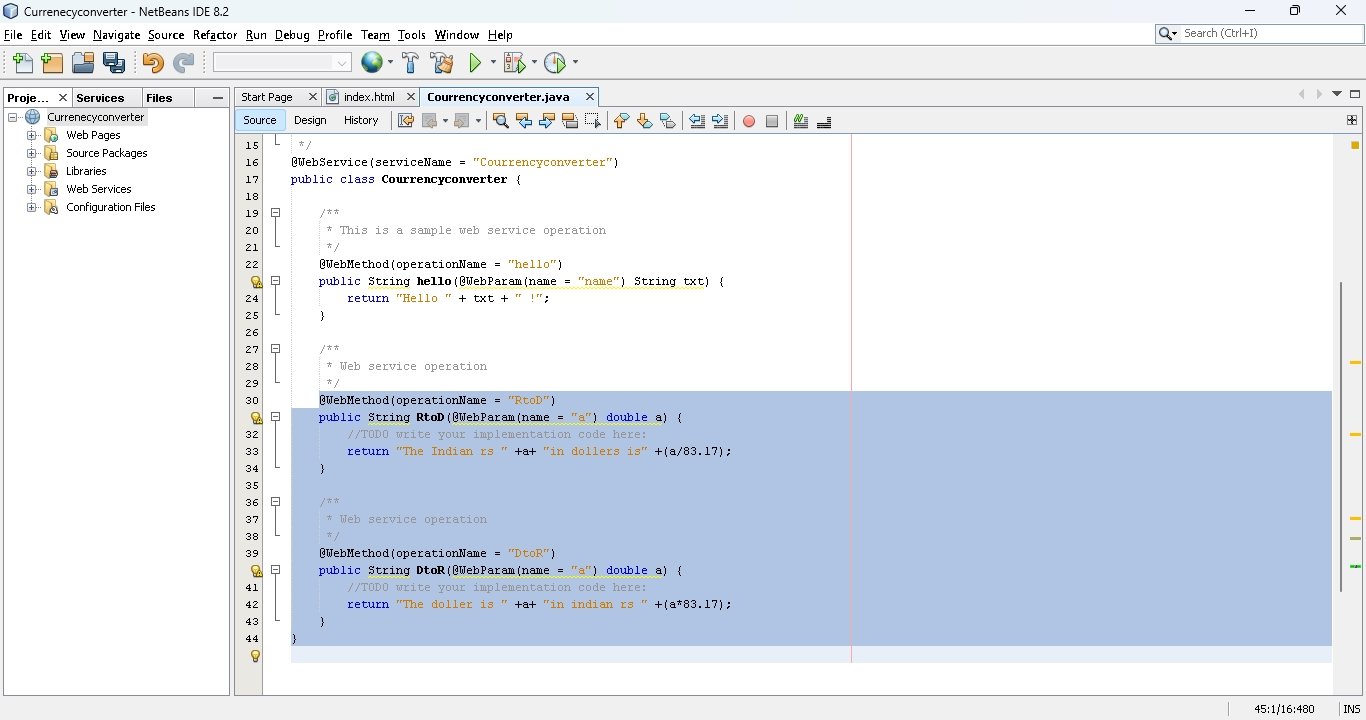 Currenecyconverter - NetBeans IDE 8.2
File Edit View Navigate Source Refactor Run Debug Profile Team Tools Window Help
Search (Ctrl+I)
Proje... Services Files
Start Page index.html Courrencyconverter.java
Source Design History
Currenecyconverter
Web Pages
Source Packages
Libraries
Web Services
Configuration Files
15 */
16 @WebService(serviceName = "Courrencyconverter")
17 public class Courrencyconverter {
18
19 /**
20 * This is a sample web service operation
21 */
22 @WebMethod(operationName = "hello")
public String hello(@WebParam(name = "name") String txt) {
24 return "Hello " + txt + " !";
25 }
26
27 /**
28 * Web service operation
29 */
30 @WebMethod(operationName = "RtoD")
public String RtoD(@WebParam(name = "a") double a) {
32 //TODO write your implementation code here:
33 return "The Indian rs " +a+ "in dollers is" +(a/83.17);
34 }
35
36 /**
37 * Web service operation
38 */
39 @WebMethod(operationName = "DtoR")
public String DtoR(@WebParam(name = "a") double a) {
41 //TODO write your implementation code here:
42 return "The doller is " +a+ "in indian rs " +(a*83.17);
43 }
44 }
45:1/16:480 INS